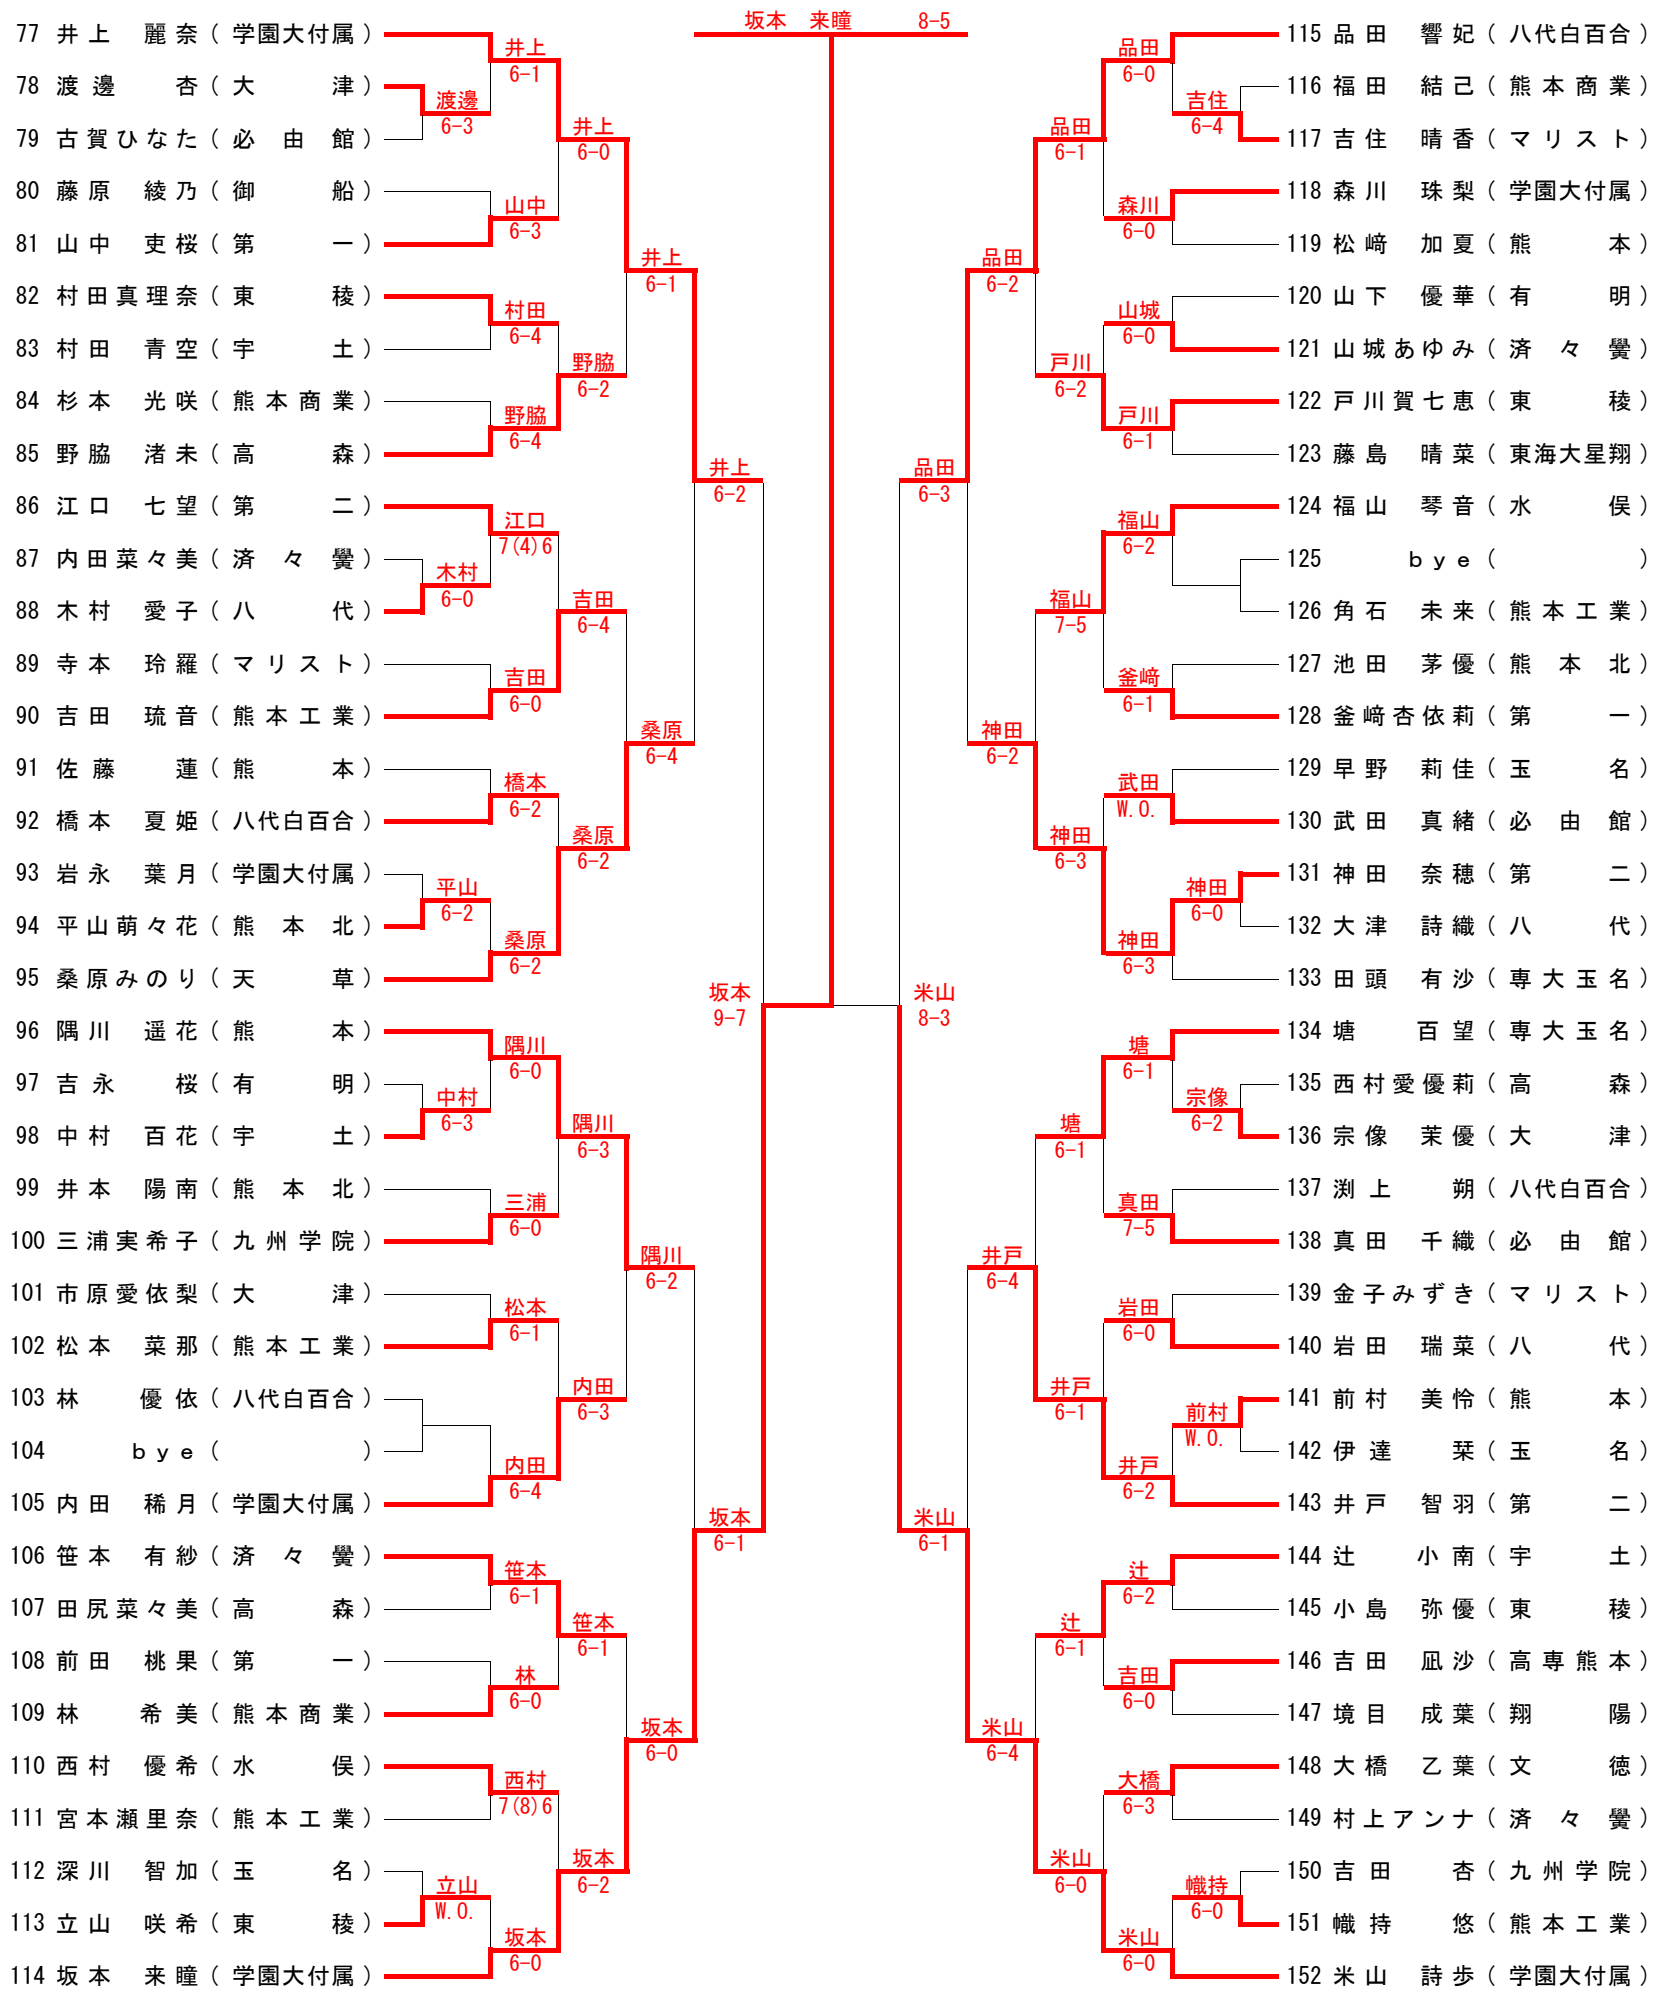 坂本 来瞳 8-5
77 井上 麗奈 ( 学園大付属 )
78 渡邊 杏 ( 大津 )
79 古賀ひなた ( 必由館 )
80 藤原 綾乃 ( 御船 )
81 山中 吏桜 ( 第一 )
82 村田真理奈 ( 東稜 )
83 村田 青空 ( 宇土 )
84 杉本 光咲 ( 熊本商業 )
85 野脇 渚未 ( 高森 )
86 江口 七望 ( 第二 )
87 内田菜々美 ( 済々黌 )
88 木村 愛子 ( 八代 )
89 寺本 玲羅 ( マリスト )
90 吉田 琉音 ( 熊本工業 )
91 佐藤 蓮 ( 熊本 )
92 橋本 夏姫 ( 八代白百合 )
93 岩永 葉月 ( 学園大付属 )
94 平山萌々花 ( 熊本北 )
95 桑原みのり ( 天草 )
96 隅川 遥花 ( 熊本 )
97 吉永 桜 ( 有明 )
98 中村 百花 ( 宇土 )
99 井本 陽南 ( 熊本北 )
100 三浦実希子 ( 九州学院 )
101 市原愛依梨 ( 大津 )
102 松本 菜那 ( 熊本工業 )
103 林 優依 ( 八代白百合 )
104 bye ( )
105 内田 稀月 ( 学園大付属 )
106 笹本 有紗 ( 済々黌 )
107 田尻菜々美 ( 高森 )
108 前田 桃果 ( 第一 )
109 林 希美 ( 熊本商業 )
110 西村 優希 ( 水俣 )
111 宮本瀬里奈 ( 熊本工業 )
112 深川 智加 ( 玉名 )
113 立山 咲希 ( 東稜 )
114 坂本 来瞳 ( 学園大付属 )
渡邊
6-3
木村
6-0
平山
6-2
中村
6-3
立山
W.O.
井上
6-1
山中
6-3
村田
6-4
野脇
6-4
江口
7(4)6
吉田
6-0
橋本
6-2
桑原
6-2
隅川
6-0
三浦
6-0
松本
6-1
内田
6-4
笹本
6-1
林
6-0
西村
7(8)6
坂本
6-0
井上
6-0
野脇
6-2
吉田
6-4
桑原
6-2
隅川
6-3
内田
6-3
笹本
6-1
坂本
6-2
井上
6-1
桑原
6-4
隅川
6-2
坂本
6-0
井上
6-2
坂本
6-1
坂本
9-7
米山
8-3
品田
6-3
米山
6-1
品田
6-2
神田
6-2
井戸
6-4
米山
6-4
品田
6-1
戸川
6-2
福山
7-5
神田
6-3
塘
6-1
井戸
6-1
辻
6-1
米山
6-0
品田
6-0
森川
6-0
山城
6-0
戸川
6-1
福山
6-2
釜﨑
6-1
武田
W.O.
神田
6-3
塘
6-1
真田
7-5
岩田
6-0
井戸
6-2
辻
6-2
吉田
6-0
大橋
6-3
米山
6-0
吉住
6-4
神田
6-0
宗像
6-2
前村
W.O.
幟持
6-0
115 品田 響妃 ( 八代白百合 )
116 福田 結己 ( 熊本商業 )
117 吉住 晴香 ( マリスト )
118 森川 珠梨 ( 学園大付属 )
119 松﨑 加夏 ( 熊本 )
120 山下 優華 ( 有明 )
121 山城あゆみ ( 済々黌 )
122 戸川賀七恵 ( 東稜 )
123 藤島 晴菜 ( 東海大星翔 )
124 福山 琴音 ( 水俣 )
125 bye ( )
126 角石 未来 ( 熊本工業 )
127 池田 茅優 ( 熊本北 )
128 釜﨑杏依莉 ( 第一 )
129 早野 莉佳 ( 玉名 )
130 武田 真緒 ( 必由館 )
131 神田 奈穂 ( 第二 )
132 大津 詩織 ( 八代 )
133 田頭 有沙 ( 専大玉名 )
134 塘 百望 ( 専大玉名 )
135 西村愛優莉 ( 高森 )
136 宗像 茉優 ( 大津 )
137 渕上 朔 ( 八代白百合 )
138 真田 千織 ( 必由館 )
139 金子みずき ( マリスト )
140 岩田 瑞菜 ( 八代 )
141 前村 美怜 ( 熊本 )
142 伊達 栞 ( 玉名 )
143 井戸 智羽 ( 第二 )
144 辻 小南 ( 宇土 )
145 小島 弥優 ( 東稜 )
146 吉田 凪沙 ( 高専熊本 )
147 境目 成葉 ( 翔陽 )
148 大橋 乙葉 ( 文徳 )
149 村上アンナ ( 済々黌 )
150 吉田 杏 ( 九州学院 )
151 幟持 悠 ( 熊本工業 )
152 米山 詩歩 ( 学園大付属 )